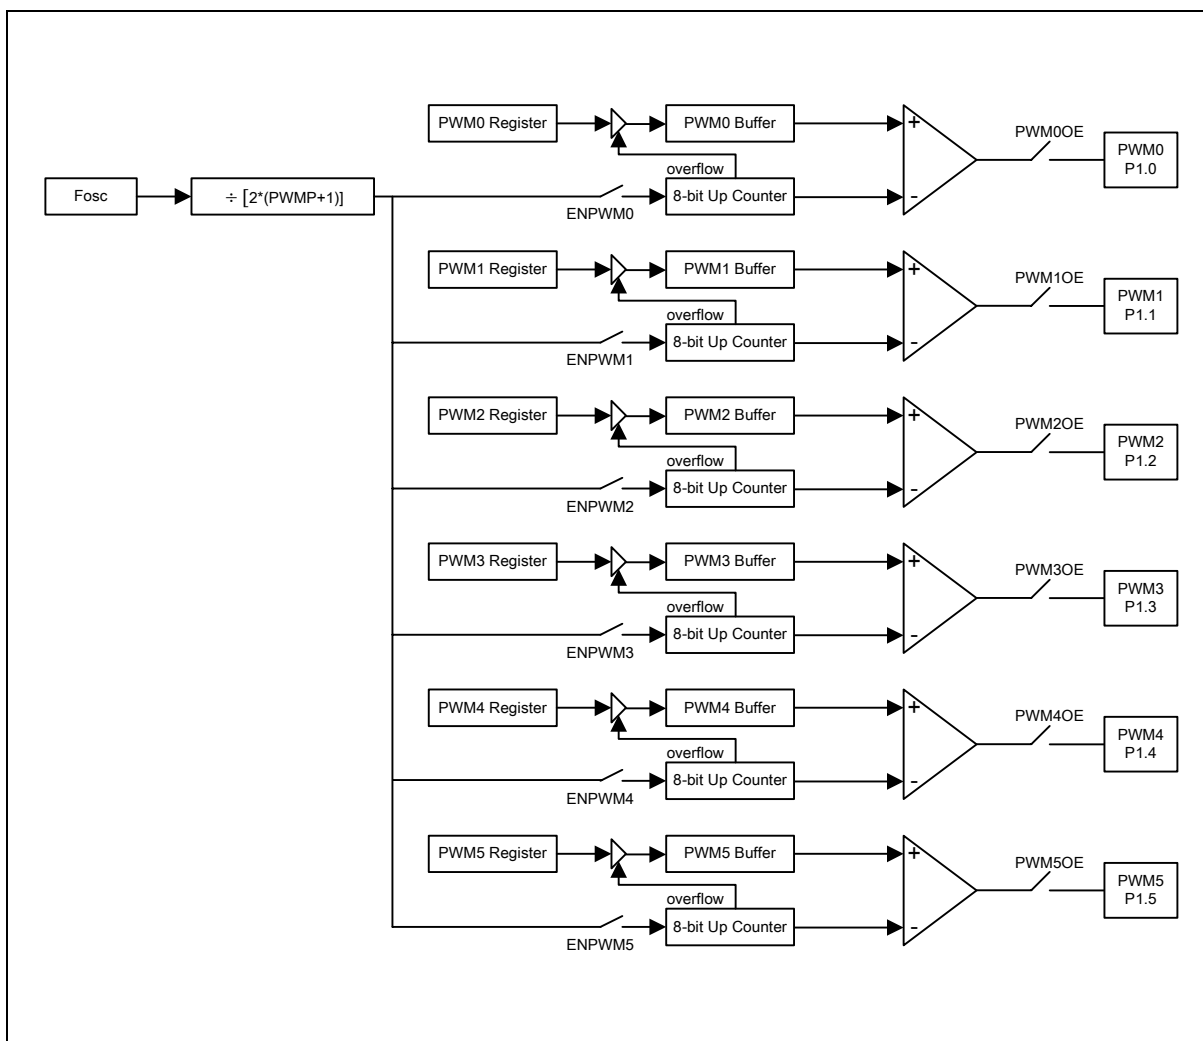 PWM0 Register
PWM0 Buffer
+
PWM0OE
PWM0
P1.0
overflow
Fosc
÷ [2*(PWMP+1)]
ENPWM0
8-bit Up Counter
-
PWM1 Register
PWM1 Buffer
+
PWM1OE
PWM1
P1.1
overflow
ENPWM1
8-bit Up Counter
-
PWM2 Register
PWM2 Buffer
+
PWM2OE
PWM2
P1.2
overflow
ENPWM2
8-bit Up Counter
-
PWM3 Register
PWM3 Buffer
+
PWM3OE
PWM3
P1.3
overflow
ENPWM3
8-bit Up Counter
-
PWM4 Register
PWM4 Buffer
+
PWM4OE
PWM4
P1.4
overflow
ENPWM4
8-bit Up Counter
-
PWM5 Register
PWM5 Buffer
+
PWM5OE
PWM5
P1.5
overflow
ENPWM5
8-bit Up Counter
-